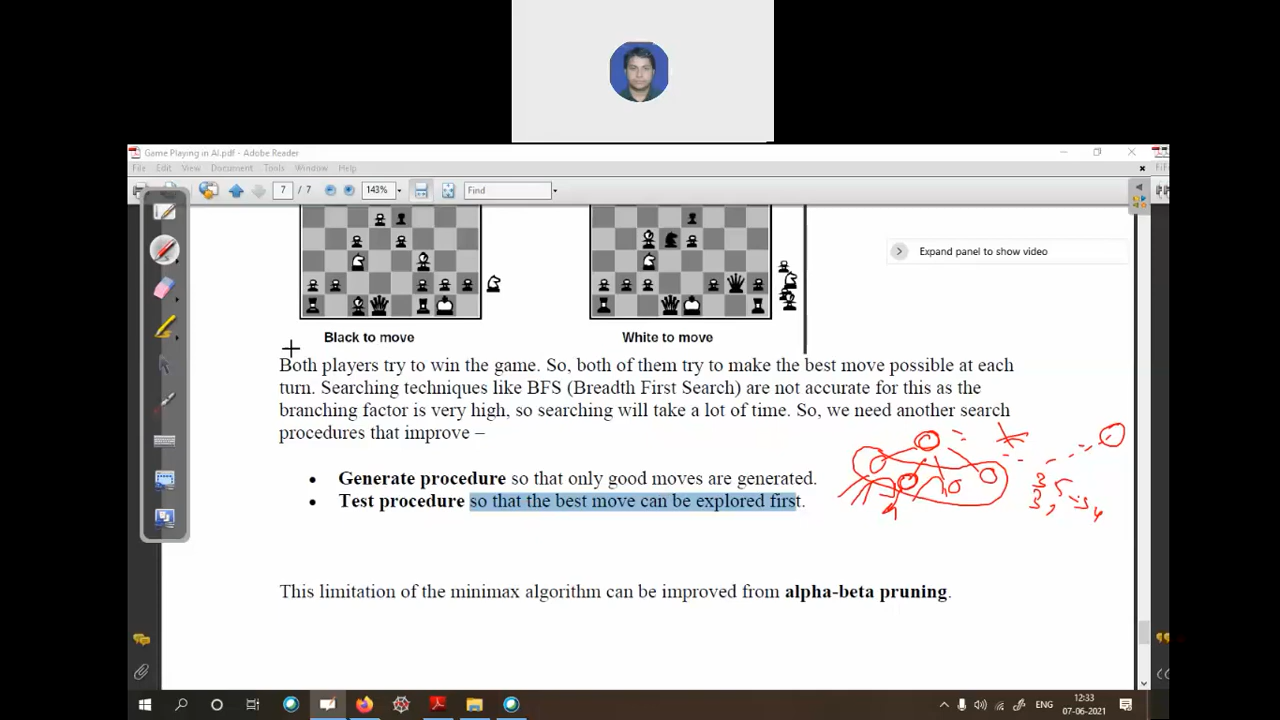 Game Playing in AI.pdf - Adobe Reader
File Edit View Document Tools Window Help
7 / 7 143% Find
Expand panel to show video
Black to move White to move
Both players try to win the game. So, both of them try to make the best move possible at each
turn. Searching techniques like BFS (Breadth First Search) are not accurate for this as the
branching factor is very high, so searching will take a lot of time. So, we need another search
procedures that improve –
• Generate procedure so that only good moves are generated.
• Test procedure so that the best move can be explored first.
This limitation of the minimax algorithm can be improved from alpha-beta pruning.
ENG
12:33
07-06-2021